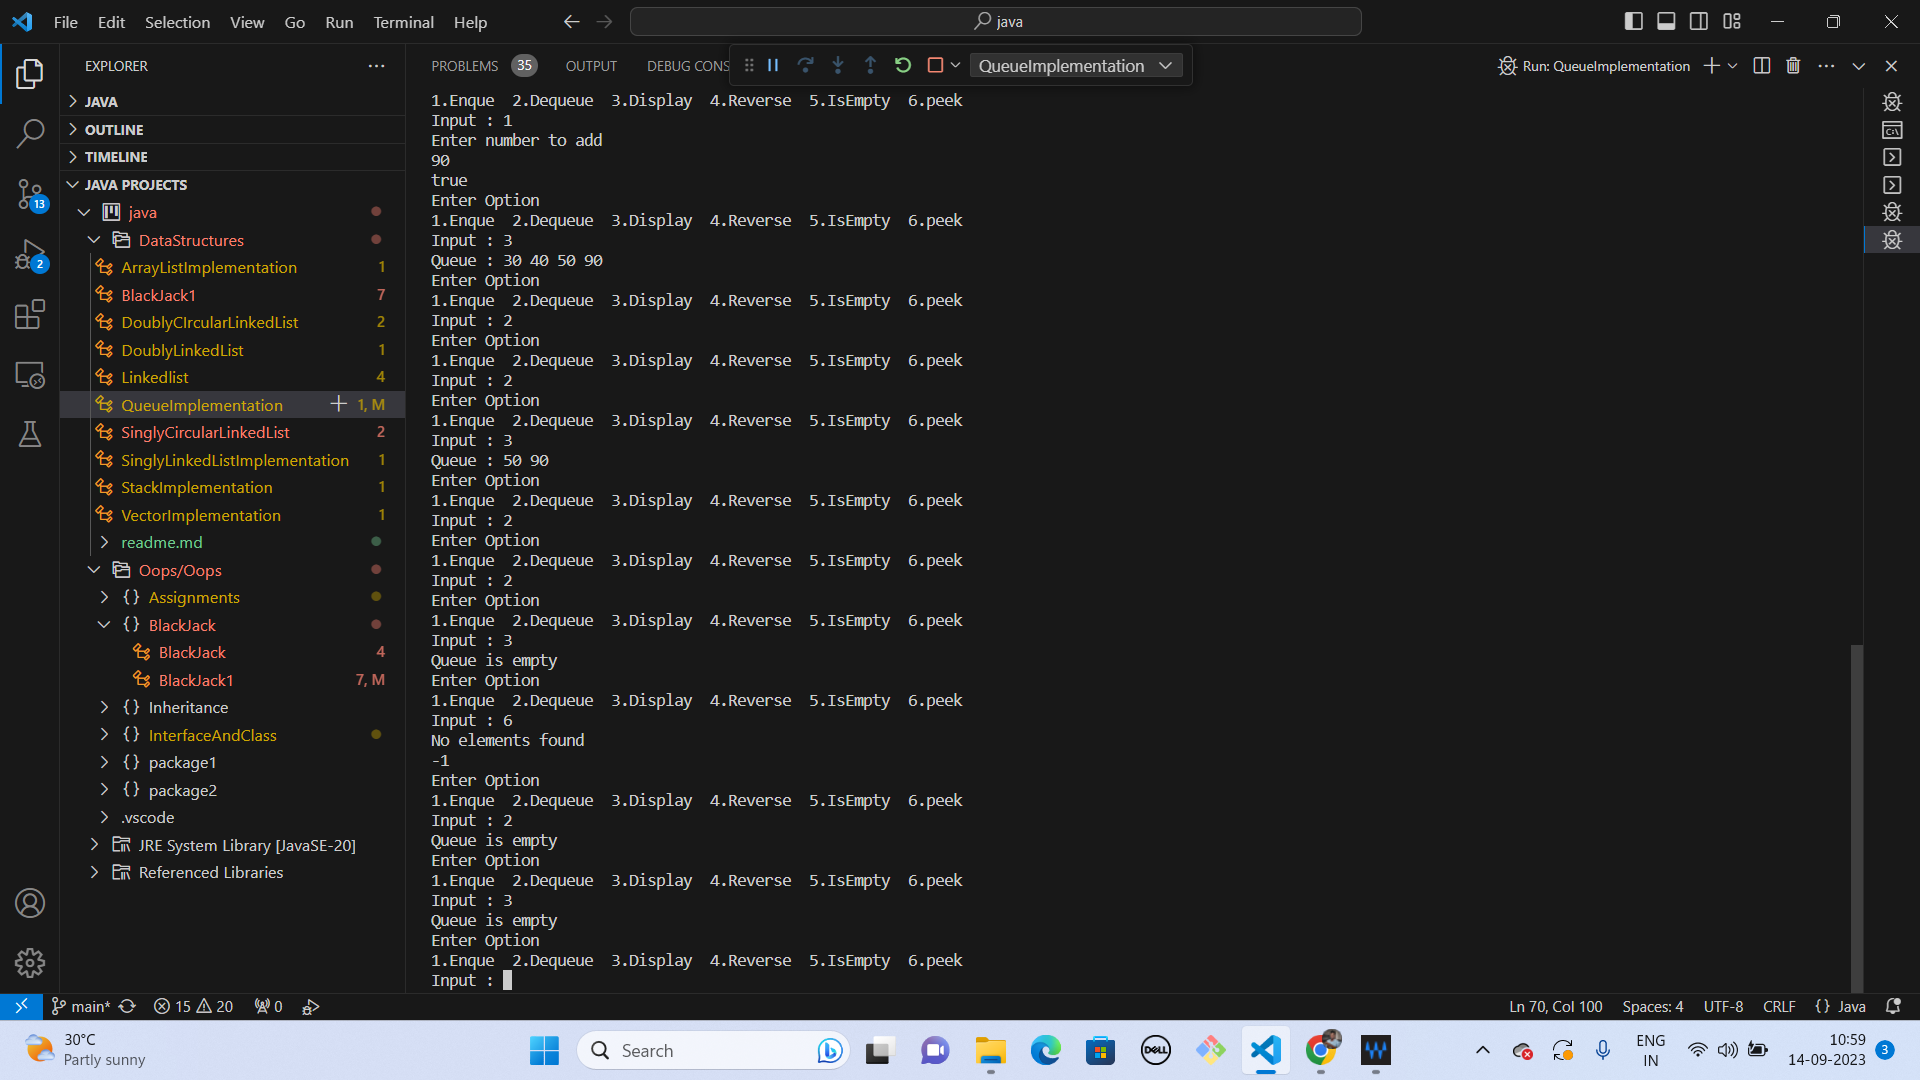 File Edit Selection View Go Run Terminal Help
java
EXPLORER
JAVA
OUTLINE
TIMELINE
JAVA PROJECTS
java
DataStructures
ArrayListImplementation 1
BlackJack1 7
DoublyCIrcularLinkedList 2
DoublyLinkedList 1
Linkedlist 4
QueueImplementation 1, M
SinglyCircularLinkedList 2
SinglyLinkedListImplementation 1
StackImplementation 1
VectorImplementation 1
readme.md
Oops/Oops
Assignments
BlackJack
BlackJack 4
BlackJack1 7, M
Inheritance
InterfaceAndClass
package1
package2
.vscode
JRE System Library [JavaSE-20]
Referenced Libraries
13
2
PROBLEMS 35 OUTPUT DEBUG CONS
QueueImplementation
Run: QueueImplementation
1.Enque 2.Dequeue 3.Display 4.Reverse 5.IsEmpty 6.peek
Input : 1
Enter number to add
90
true
Enter Option
1.Enque 2.Dequeue 3.Display 4.Reverse 5.IsEmpty 6.peek
Input : 3
Queue : 30 40 50 90
Enter Option
1.Enque 2.Dequeue 3.Display 4.Reverse 5.IsEmpty 6.peek
Input : 2
Enter Option
1.Enque 2.Dequeue 3.Display 4.Reverse 5.IsEmpty 6.peek
Input : 2
Enter Option
1.Enque 2.Dequeue 3.Display 4.Reverse 5.IsEmpty 6.peek
Input : 3
Queue : 50 90
Enter Option
1.Enque 2.Dequeue 3.Display 4.Reverse 5.IsEmpty 6.peek
Input : 2
Enter Option
1.Enque 2.Dequeue 3.Display 4.Reverse 5.IsEmpty 6.peek
Input : 2
Enter Option
1.Enque 2.Dequeue 3.Display 4.Reverse 5.IsEmpty 6.peek
Input : 3
Queue is empty
Enter Option
1.Enque 2.Dequeue 3.Display 4.Reverse 5.IsEmpty 6.peek
Input : 6
No elements found
-1
Enter Option
1.Enque 2.Dequeue 3.Display 4.Reverse 5.IsEmpty 6.peek
Input : 2
Queue is empty
Enter Option
1.Enque 2.Dequeue 3.Display 4.Reverse 5.IsEmpty 6.peek
Input : 3
Queue is empty
Enter Option
1.Enque 2.Dequeue 3.Display 4.Reverse 5.IsEmpty 6.peek
Input :
main* 15 20 0
Ln 70, Col 100 Spaces: 4 UTF-8 CRLF {} Java
30°C
Partly sunny
Search
DELL
ENG
IN
10:59
14-09-2023
3